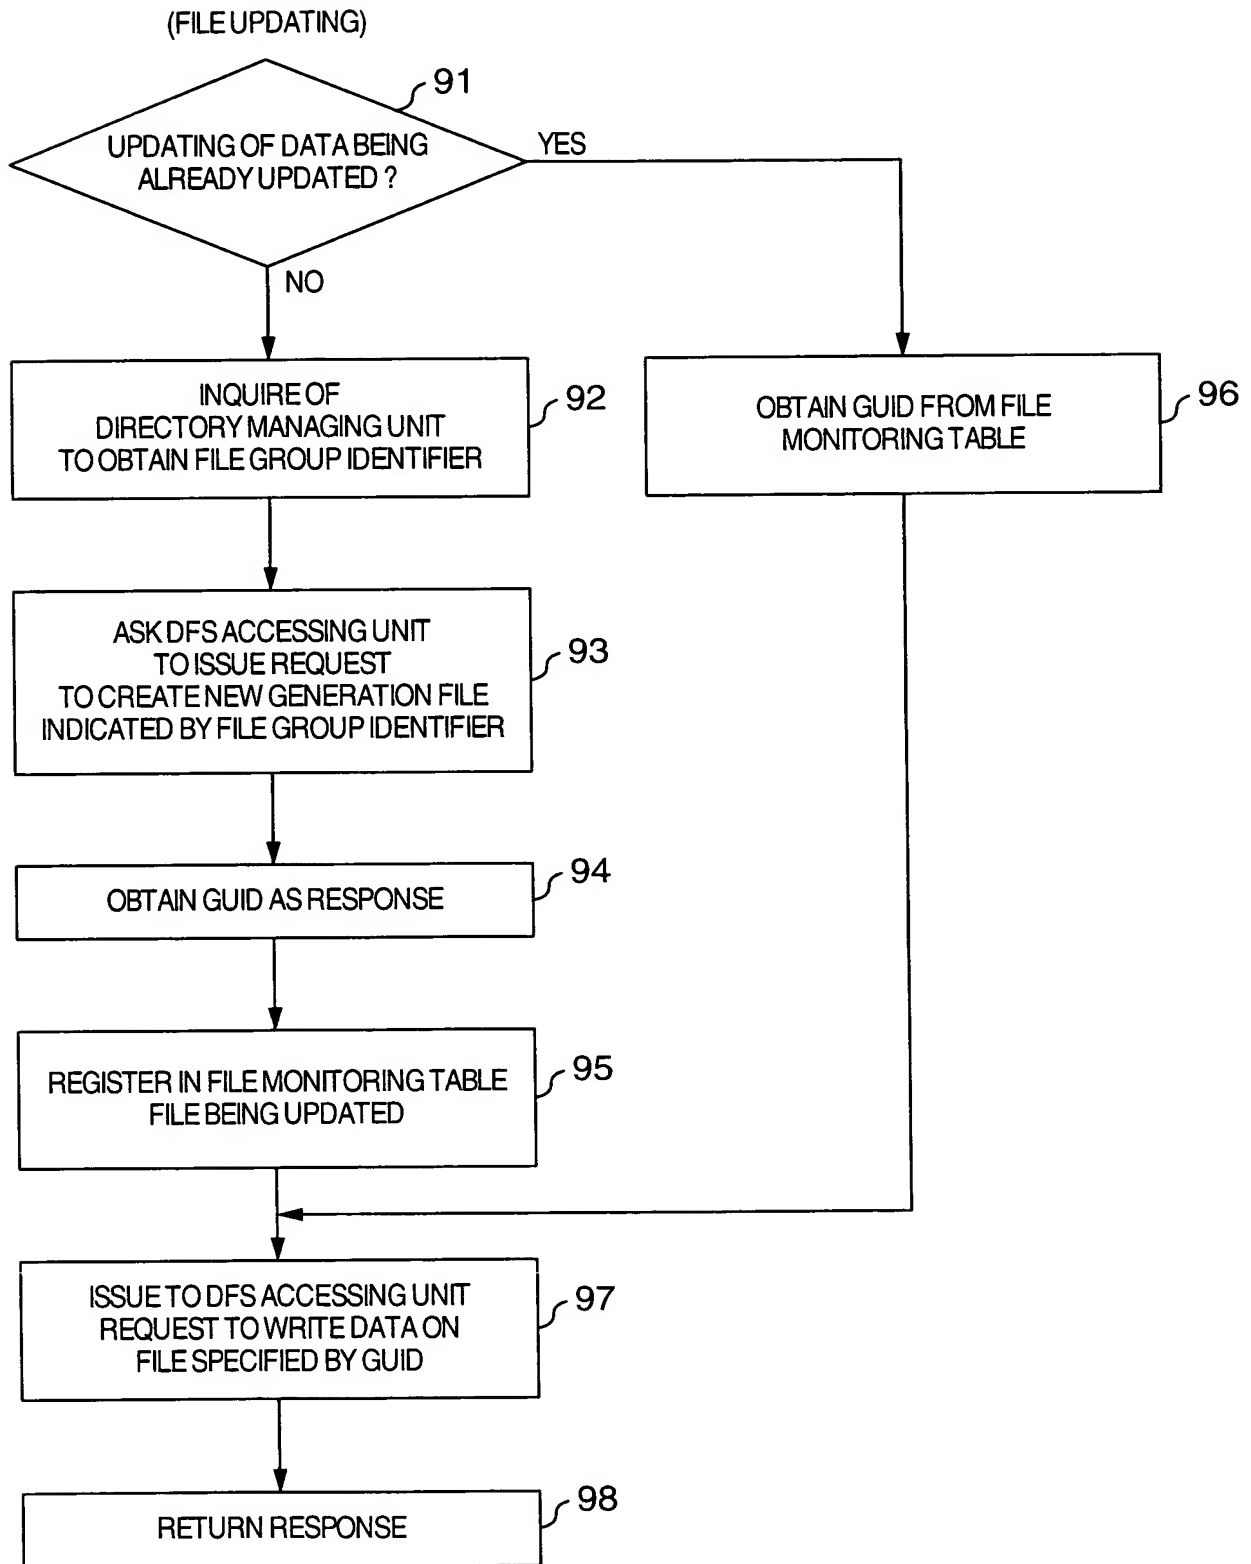 (FILE UPDATING)
91
UPDATING OF DATA BEING
ALREADY UPDATED ?
YES
NO
INQUIRE OF
DIRECTORY MANAGING UNIT
TO OBTAIN FILE GROUP IDENTIFIER
92
OBTAIN GUID FROM FILE
MONITORING TABLE
96
ASK DFS ACCESSING UNIT
TO ISSUE REQUEST
TO CREATE NEW GENERATION FILE
INDICATED BY FILE GROUP IDENTIFIER
93
OBTAIN GUID AS RESPONSE
94
REGISTER IN FILE MONITORING TABLE
FILE BEING UPDATED
95
ISSUE TO DFS ACCESSING UNIT
REQUEST TO WRITE DATA ON
FILE SPECIFIED BY GUID
97
RETURN RESPONSE
98